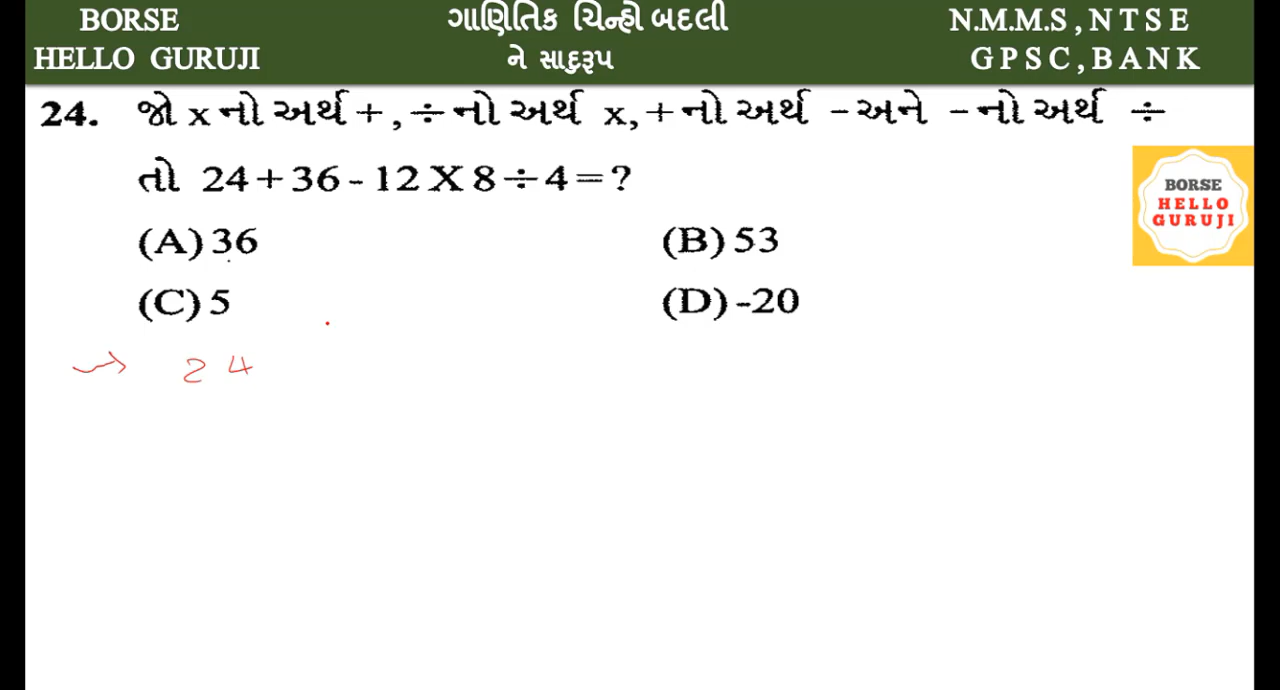 BORSE
HELLO GURUJI
ગાણિતિક ચિન્હો બદલી
ને સાદુરૂપ
N.M.M.S , N T S E
G P S C , B A N K
24. જો x નો અર્થ + , ÷ નો અર્થ x, + નો અર્થ - અને - નો અર્થ ÷
તો 24 + 36 - 12 X 8 ÷ 4 = ?
(A) 36
(B) 53
(C) 5
(D) -20
BORSE
HELLO
GURUJI
→ 24